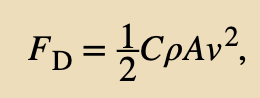 F_D = ½CρAv²,